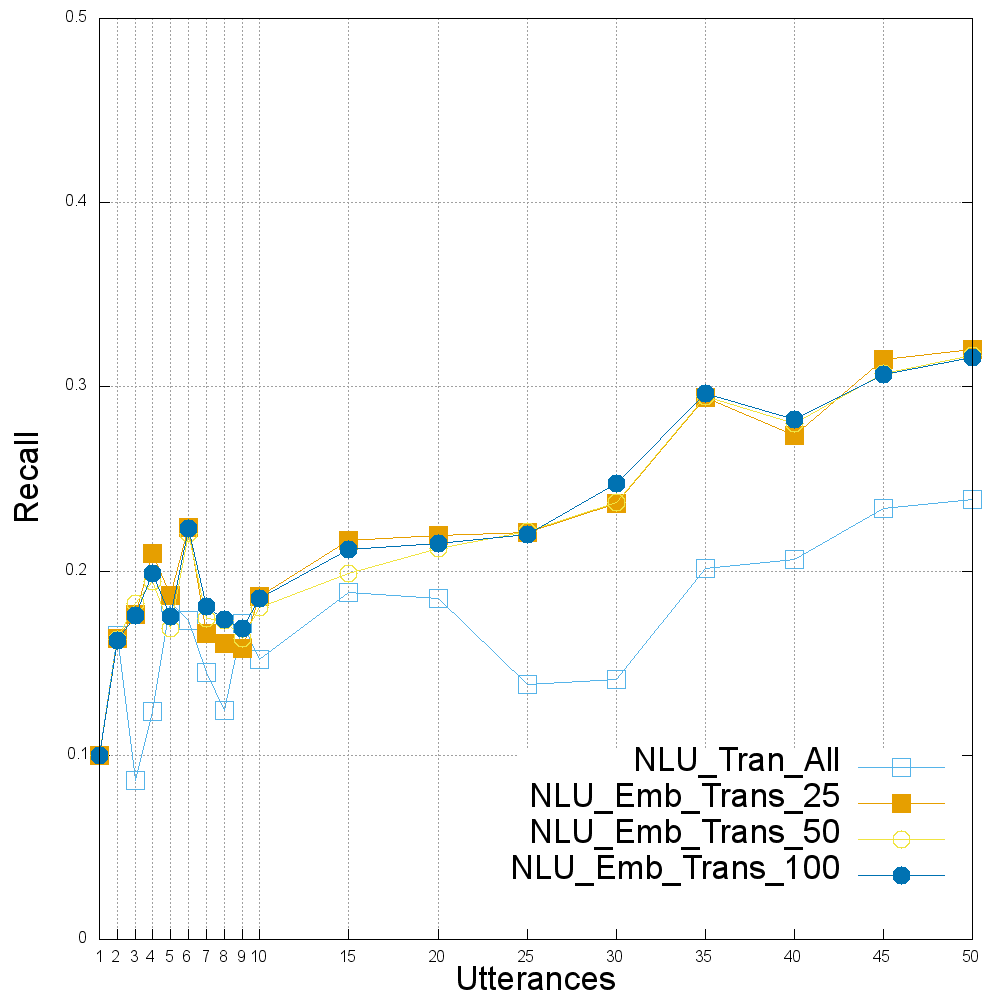 0.5
0.4
0.3
0.2
0.1
0
Recall
NLU_Tran_All
NLU_Emb_Trans_25
NLU_Emb_Trans_50
NLU_Emb_Trans_100
1 2 3 4 5 6 7 8 9 10 15 20 25 30 35 40 45 50
Utterances